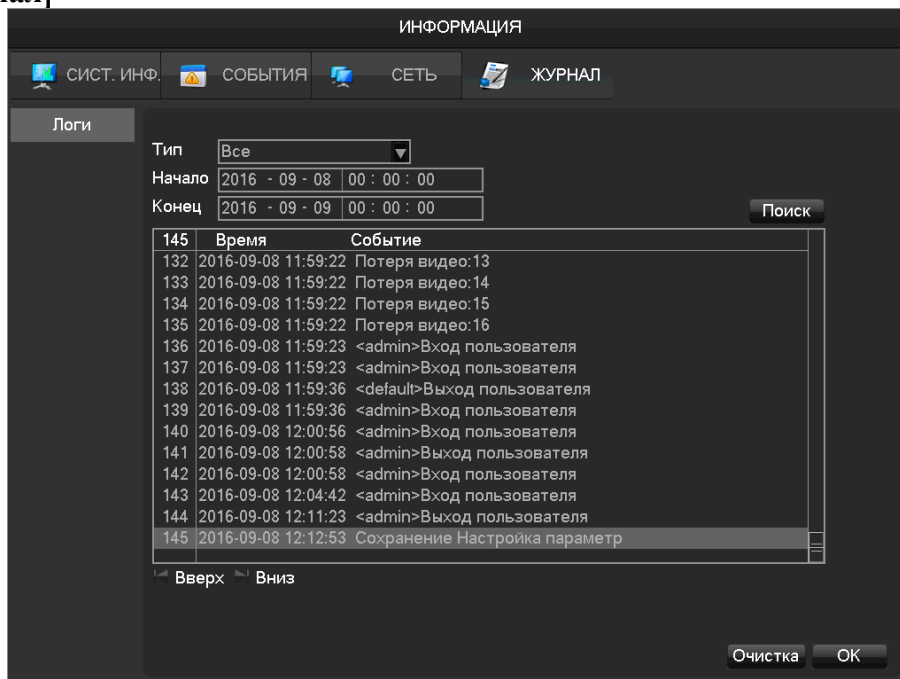 ИНФОРМАЦИЯ
СИСТ. ИНФ. СОБЫТИЯ СЕТЬ ЖУРНАЛ
Логи
Тип Все
Начало 2016 - 09 - 08 00 : 00 : 00
Конец 2016 - 09 - 09 00 : 00 : 00
Поиск
145 Время Событие
132 2016-09-08 11:59:22 Потеря видео:13
133 2016-09-08 11:59:22 Потеря видео:14
134 2016-09-08 11:59:22 Потеря видео:15
135 2016-09-08 11:59:22 Потеря видео:16
136 2016-09-08 11:59:23 <admin>Вход пользователя
137 2016-09-08 11:59:23 <admin>Вход пользователя
138 2016-09-08 11:59:36 <default>Выход пользователя
139 2016-09-08 11:59:36 <admin>Вход пользователя
140 2016-09-08 12:00:56 <admin>Вход пользователя
141 2016-09-08 12:00:58 <admin>Выход пользователя
142 2016-09-08 12:00:58 <admin>Вход пользователя
143 2016-09-08 12:04:42 <admin>Вход пользователя
144 2016-09-08 12:11:23 <admin>Выход пользователя
145 2016-09-08 12:12:53 Сохранение Настройка параметр
Вверх Вниз
Очистка OK